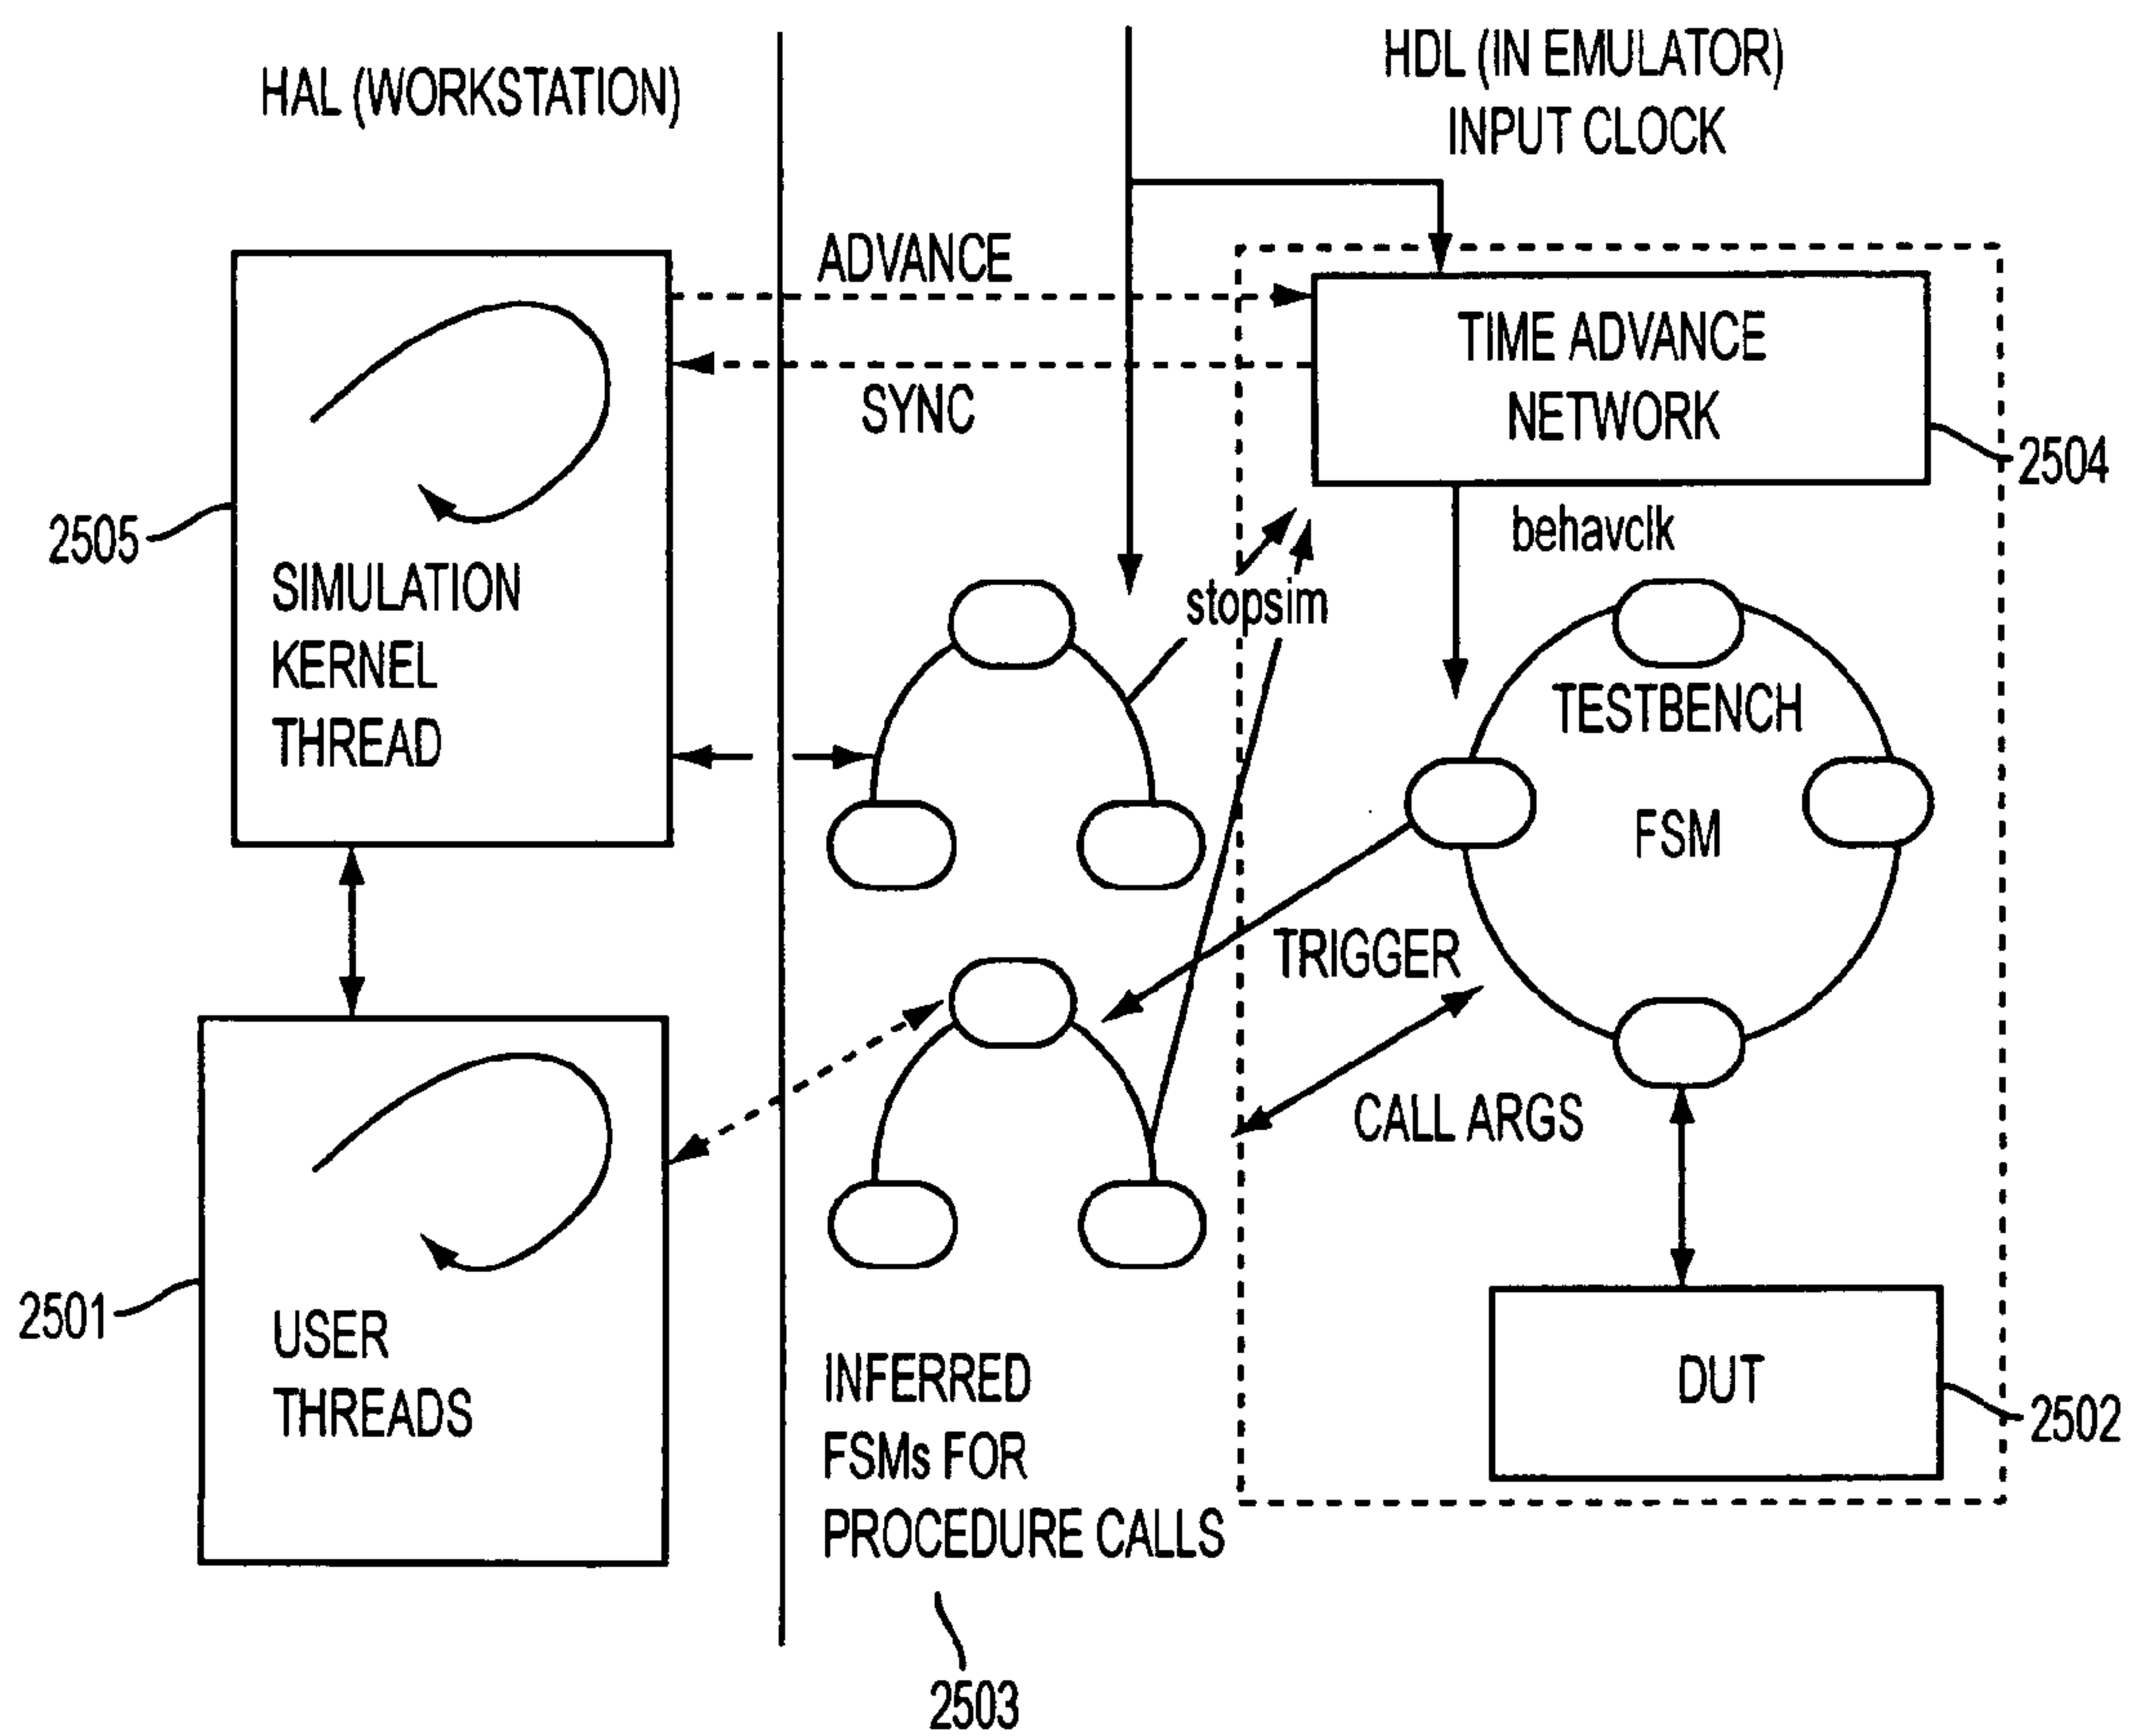 HAL (WORKSTATION)
HDL (IN EMULATOR)
INPUT CLOCK
ADVANCE
SYNC
TIME ADVANCE
NETWORK
2504
behavclk
2505
SIMULATION
KERNEL
THREAD
stopsim
TESTBENCH
FSM
TRIGGER
CALL ARGS
2501
USER
THREADS
INFERRED
FSMs FOR
PROCEDURE CALLS
DUT
2502
2503